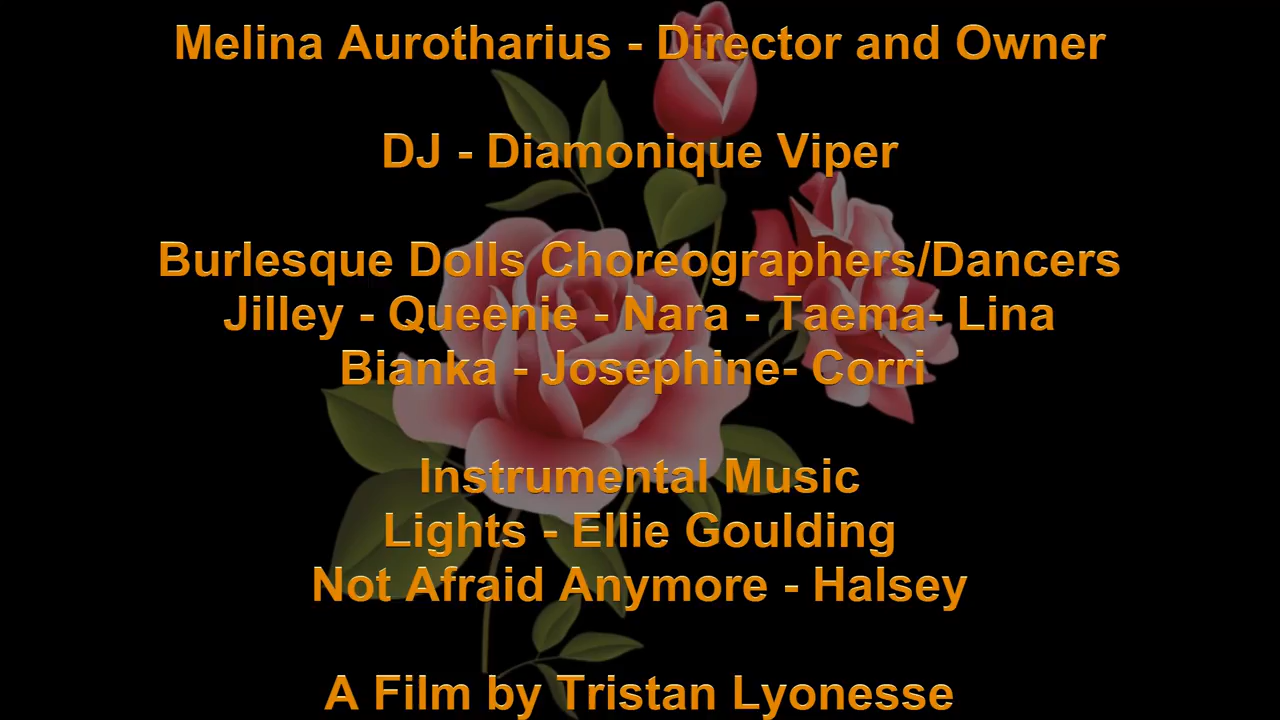 Melina Aurotharius - Director and Owner
DJ - Diamonique Viper
Burlesque Dolls Choreographers/Dancers
Jilley - Queenie - Nara - Taema- Lina
Bianka - Josephine- Corri
Instrumental Music
Lights - Ellie Goulding
Not Afraid Anymore - Halsey
A Film by Tristan Lyonesse